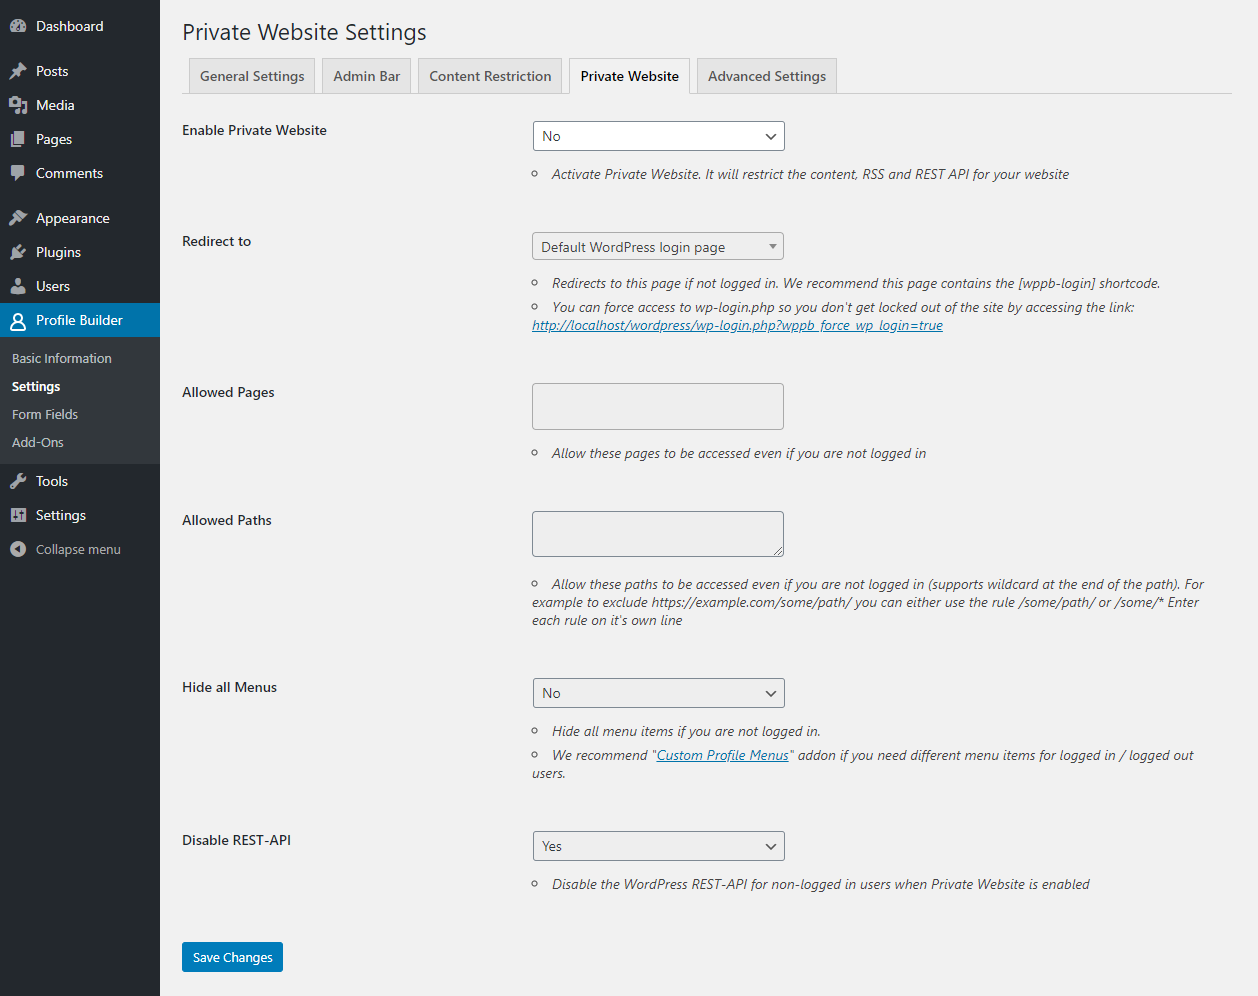 Dashboard
Posts
Media
Pages
Comments
Appearance
Plugins
Users
Profile Builder
Basic Information
Settings
Form Fields
Add-Ons
Tools
Settings
Collapse menu
Private Website Settings
General Settings
Admin Bar
Content Restriction
Private Website
Advanced Settings
Enable Private Website
No
Activate Private Website. It will restrict the content, RSS and REST API for your website
Redirect to
Default WordPress login page
Redirects to this page if not logged in. We recommend this page contains the [wppb-login] shortcode.
You can force access to wp-login.php so you don't get locked out of the site by accessing the link:
http://localhost/wordpress/wp-login.php?wppb_force_wp_login=true
Allowed Pages
Allow these pages to be accessed even if you are not logged in
Allowed Paths
Allow these paths to be accessed even if you are not logged in (supports wildcard at the end of the path). For
example to exclude https://example.com/some/path/ you can either use the rule /some/path/ or /some/* Enter
each rule on it's own line
Hide all Menus
No
Hide all menu items if you are not logged in.
We recommend "Custom Profile Menus" addon if you need different menu items for logged in / logged out
users.
Disable REST-API
Yes
Disable the WordPress REST-API for non-logged in users when Private Website is enabled
Save Changes